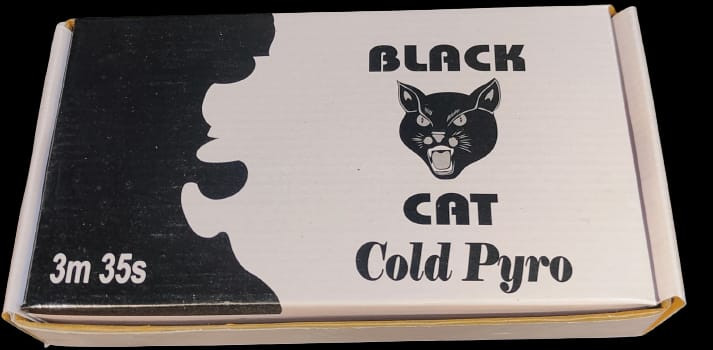 BLACK
CAT
Cold Pyro
3m 35s